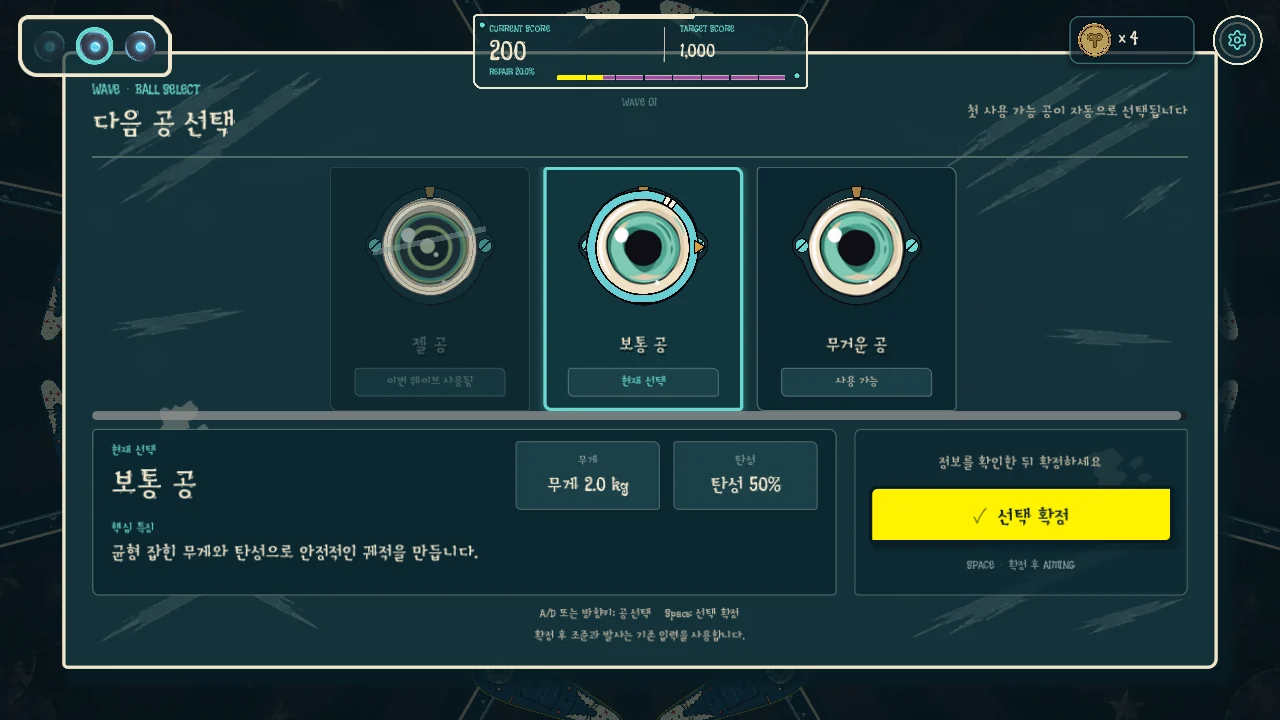 CURRENT SCORE
200
REPAIR 20.0%
TARGET SCORE
1,000
x 4
WAVE · BALL SELECT
다음 공 선택
WAVE 01
첫 사용 가능 공이 자동으로 선택됩니다
젤 공
이번 웨이브 사용됨
보통 공
현재 선택
무거운 공
사용 가능
현재 선택
보통 공
무게
무게 2.0 kg
탄성
탄성 50%
핵심 특징
균형 잡힌 무게와 탄성으로 안정적인 궤적을 만듭니다.
정보를 확인한 뒤 확정하세요
✓ 선택 확정
SPACE · 확정 후 AIMING
A/D 또는 방향키: 공 선택 Space: 선택 확정
확정 후 조준과 발사는 기존 입력을 사용합니다.